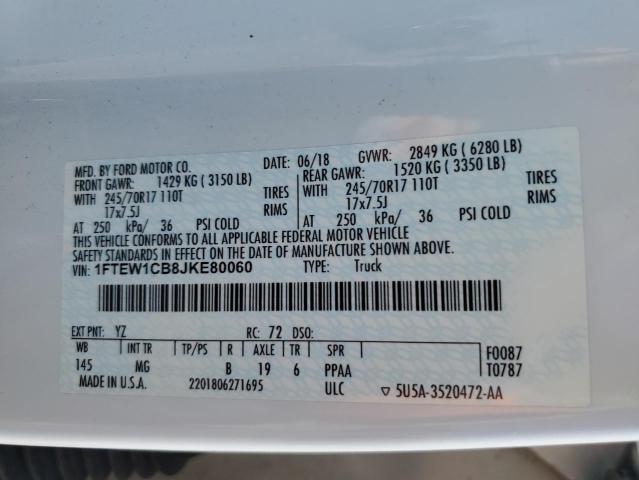 MFD. BY FORD MOTOR CO.
DATE: 06/18 GVWR: 2849 KG ( 6280 LB)
FRONT GAWR: 1429 KG ( 3150 LB)
REAR GAWR: 1520 KG ( 3350 LB)
WITH 245/70R17 110T TIRES
WITH 245/70R17 110T TIRES
17x7.5J RIMS
17x7.5J RIMS
AT 250 kPa/ 36 PSI COLD
AT 250 kPa/ 36 PSI COLD
THIS VEHICLE CONFORMS TO ALL APPLICABLE FEDERAL MOTOR VEHICLE
SAFETY STANDARDS IN EFFECT ON THE DATE OF MANUFACTURE SHOWN ABOVE.
VIN: 1FTEW1CB8JKE80060 TYPE: Truck
EXT PNT: YZ RC: 72 DSO:
WB INT TR TP/PS R AXLE TR SPR F0087
145 MG B 19 6 PPAA T0787
MADE IN U.S.A. 2201806271695 ULC ▽ 5U5A-3520472-AA